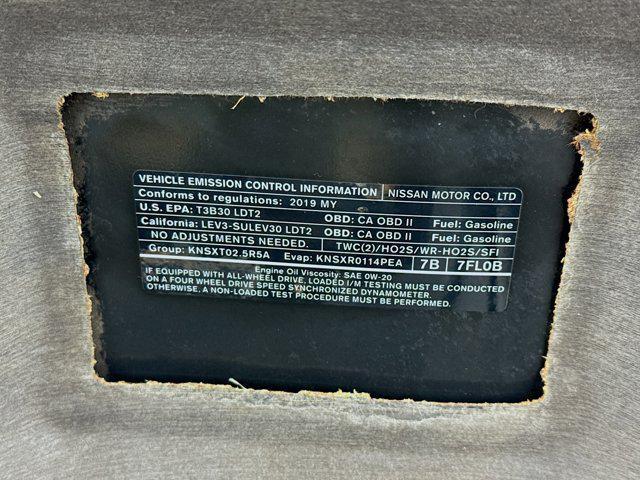 VEHICLE EMISSION CONTROL INFORMATION NISSAN MOTOR CO., LTD
Conforms to regulations: 2019 MY
U.S. EPA: T3B30 LDT2 OBD: CA OBD II Fuel: Gasoline
California: LEV3-SULEV30 LDT2 OBD: CA OBD II Fuel: Gasoline
NO ADJUSTMENTS NEEDED. TWC(2)/HO2S/WR-HO2S/SFI
Group: KNSXT02.5R5A Evap: KNSXR0114PEA 7B 7FL0B
Engine Oil Viscosity: SAE 0W-20
IF EQUIPPED WITH ALL-WHEEL DRIVE, LOADED I/M TESTING MUST BE CONDUCTED
ON A FOUR WHEEL DRIVE SPEED SYNCHRONIZED DYNAMOMETER.
OTHERWISE, A NON-LOADED TEST PROCEDURE MUST BE PERFORMED.